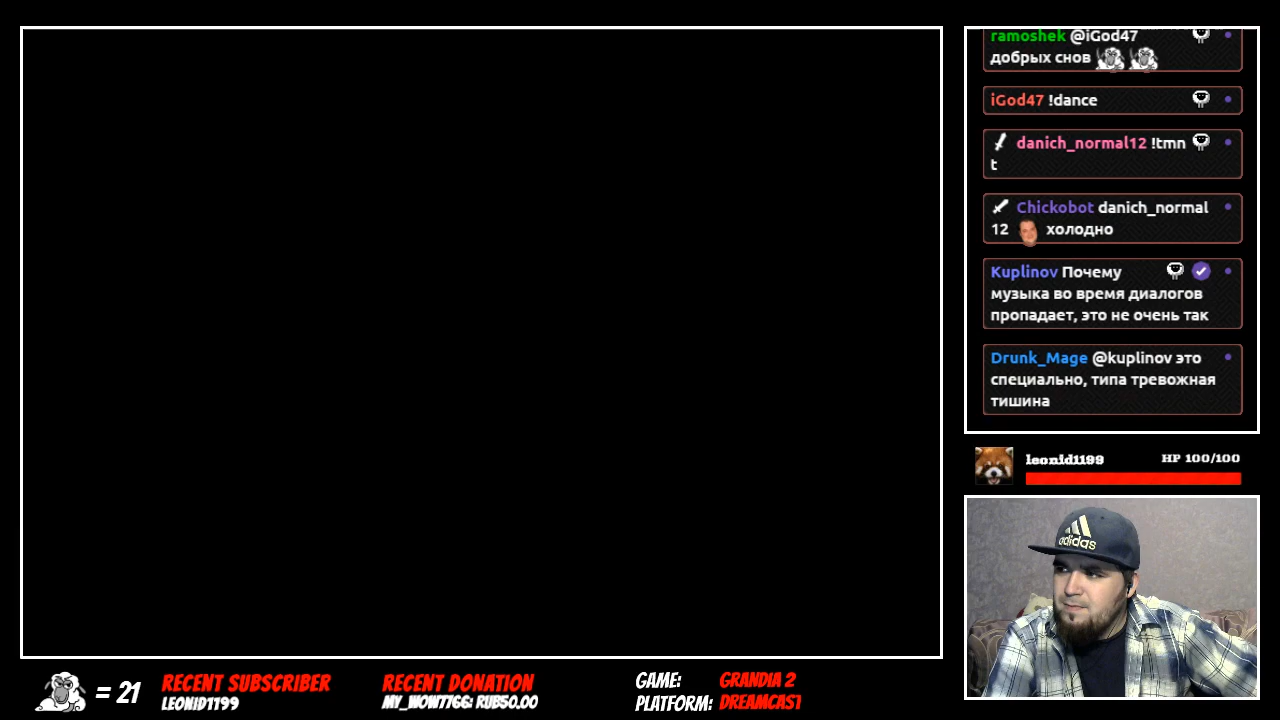 ramoshek @iGod47
добрых снов
iGod47 !dance
danich_normal12 !tmn
t
Chickobot danich_normal
12 холодно
Kuplinov Почему
музыка во время диалогов
пропадает, это не очень так
Drunk_Mage @kuplinov это
специально, типа тревожная
тишина
leonid1199 HP 100/100
adidas
= 21
RECENT SUBSCRIBER
LEONID1199
RECENT DONATION
MY_WOW7766: RUB50.00
GAME: GRANDIA 2
PLATFORM: DREAMCAST